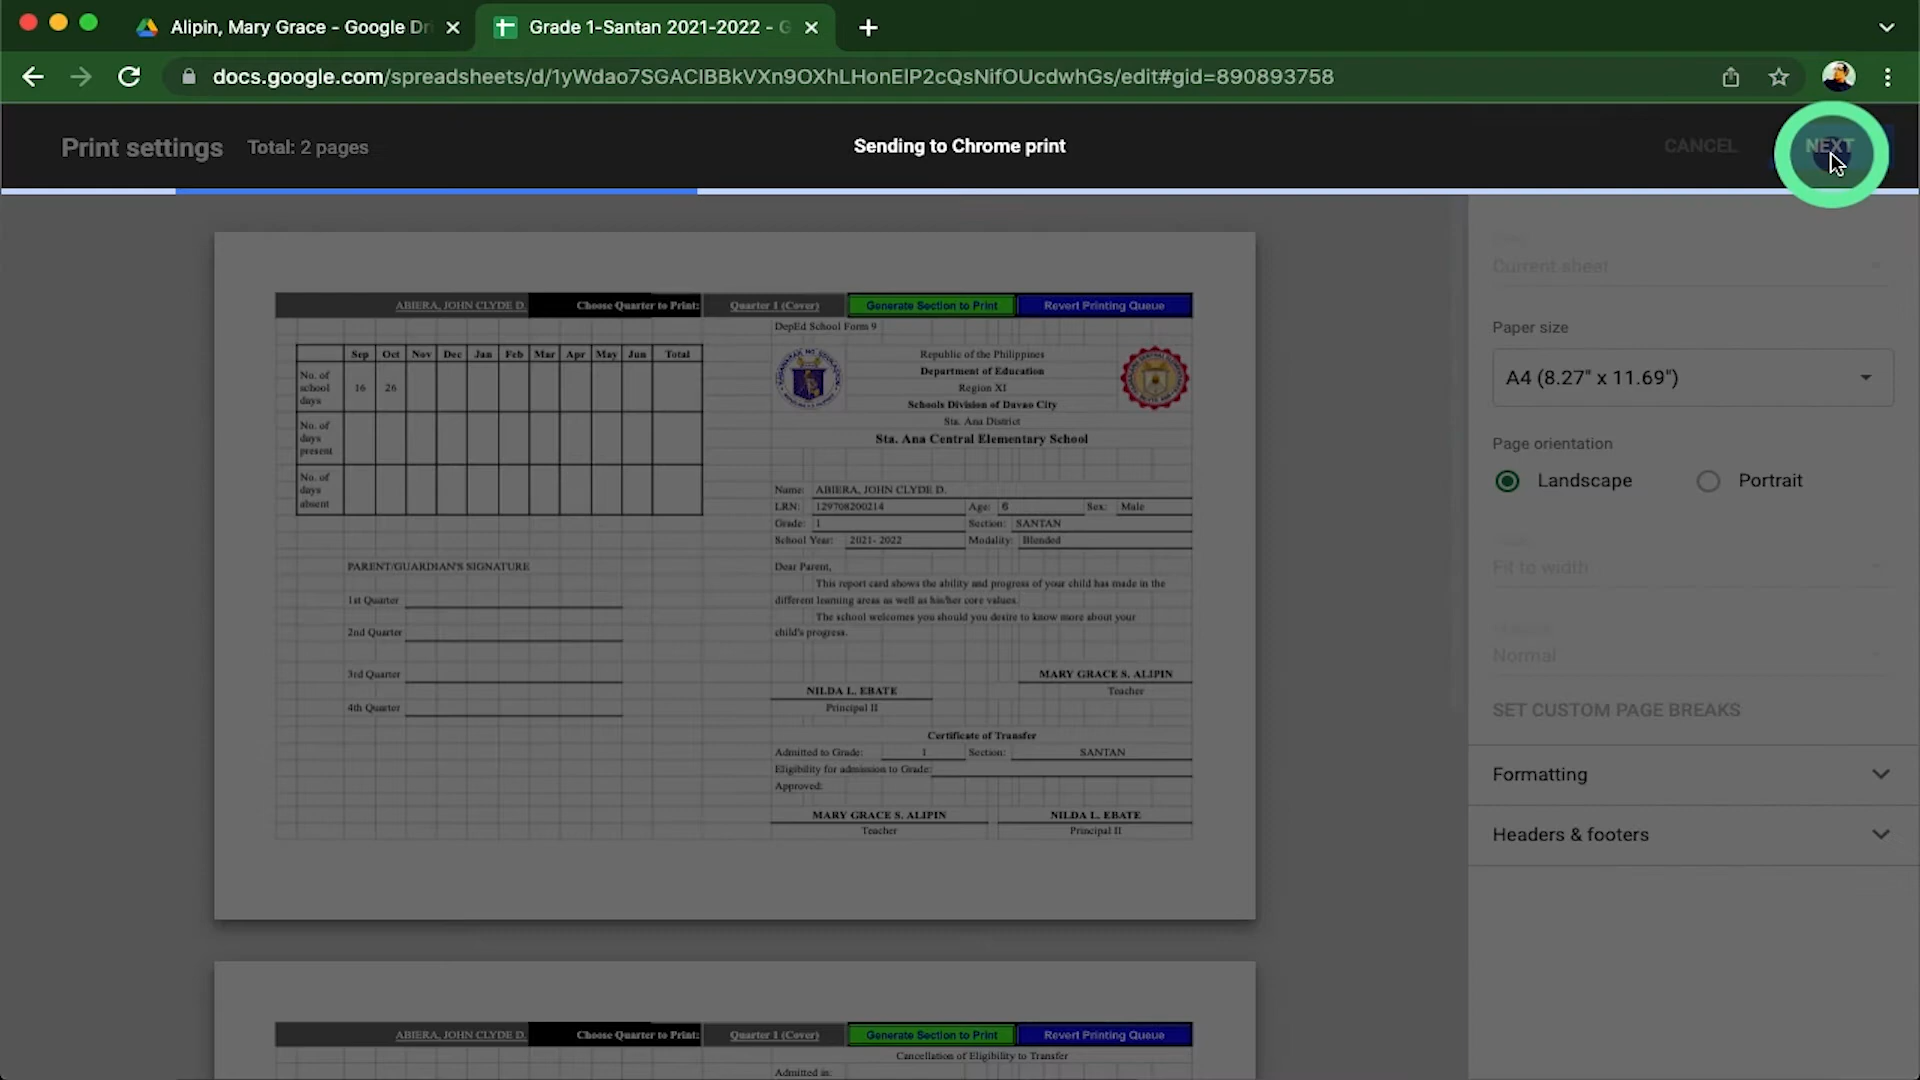 Alipin, Mary Grace - Google Dr
Grade 1-Santan 2021-2022 - G
docs.google.com/spreadsheets/d/1yWdao7SGACIBBkVXn9OXhLHonEIP2cQsNifOUcdwhGs/edit#gid=890893758
Print settings Total: 2 pages
Sending to Chrome print
CANCEL
NEXT
ABIERA, JOHN CLYDE D. Choose Quarter to Print: Quarter 1 (Cover) Generate Section to Print Revert Printing Queue
DepEd School Form 9
Sep Oct Nov Dec Jan Feb Mar Apr May Jun Total
No. of
school
days
16 26
No. of
days
present
No. of
days
absent
PARENT/GUARDIAN'S SIGNATURE
1st Quarter
2nd Quarter
3rd Quarter
4th Quarter
Republic of the Philippines
Department of Education
Region XI
Schools Division of Davao City
Sta. Ana District
Sta. Ana Central Elementary School
Name: ABIERA, JOHN CLYDE D.
LRN: 129708200214 Age: 6 Sex: Male
Grade: 1 Section: SANTAN
School Year: 2021- 2022 Modality: Blended
Dear Parent,
This report card shows the ability and progress of your child has made in the
different learning areas as well as his/her core values.
The school welcomes you should you desire to know more about your
child's progress.
MARY GRACE S. ALIPIN
Teacher
NILDA L. EBATE
Principal II
Certificate of Transfer
Admitted to Grade: 1 Section: SANTAN
Eligibility for admission to Grade:
Approved:
MARY GRACE S. ALIPIN NILDA L. EBATE
Teacher Principal II
ABIERA, JOHN CLYDE D. Choose Quarter to Print: Quarter 1 (Cover) Generate Section to Print Revert Printing Queue
Cancellation of Eligibility to Transfer
Admitted in:
Current sheet
Paper size
A4 (8.27" x 11.69")
Page orientation
Landscape Portrait
Fit to width
Normal
SET CUSTOM PAGE BREAKS
Formatting
Headers & footers